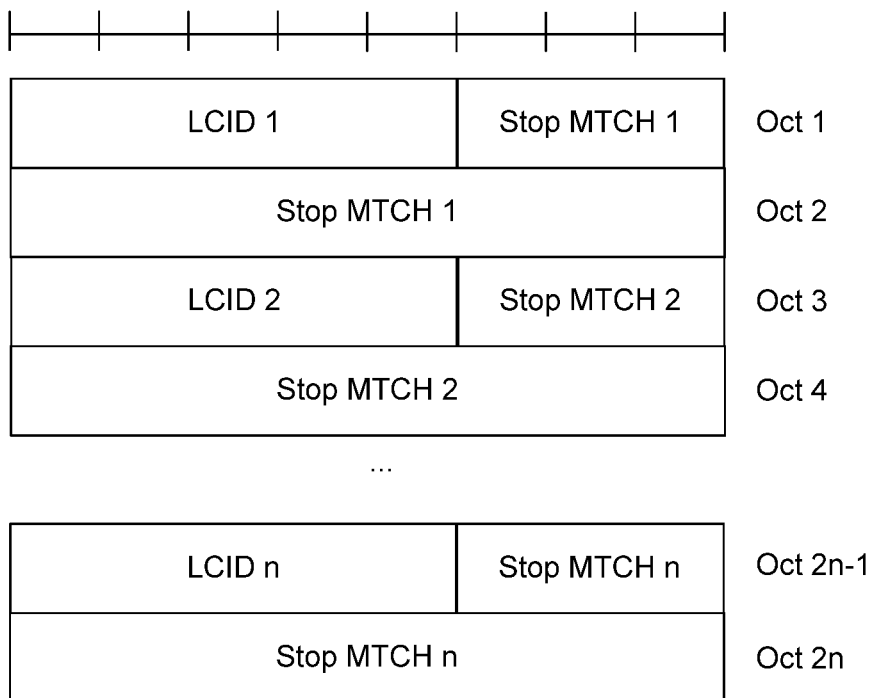 LCID 1 Stop MTCH 1 Oct 1
Stop MTCH 1 Oct 2
LCID 2 Stop MTCH 2 Oct 3
Stop MTCH 2 Oct 4
...
LCID n Stop MTCH n Oct 2n-1
Stop MTCH n Oct 2n